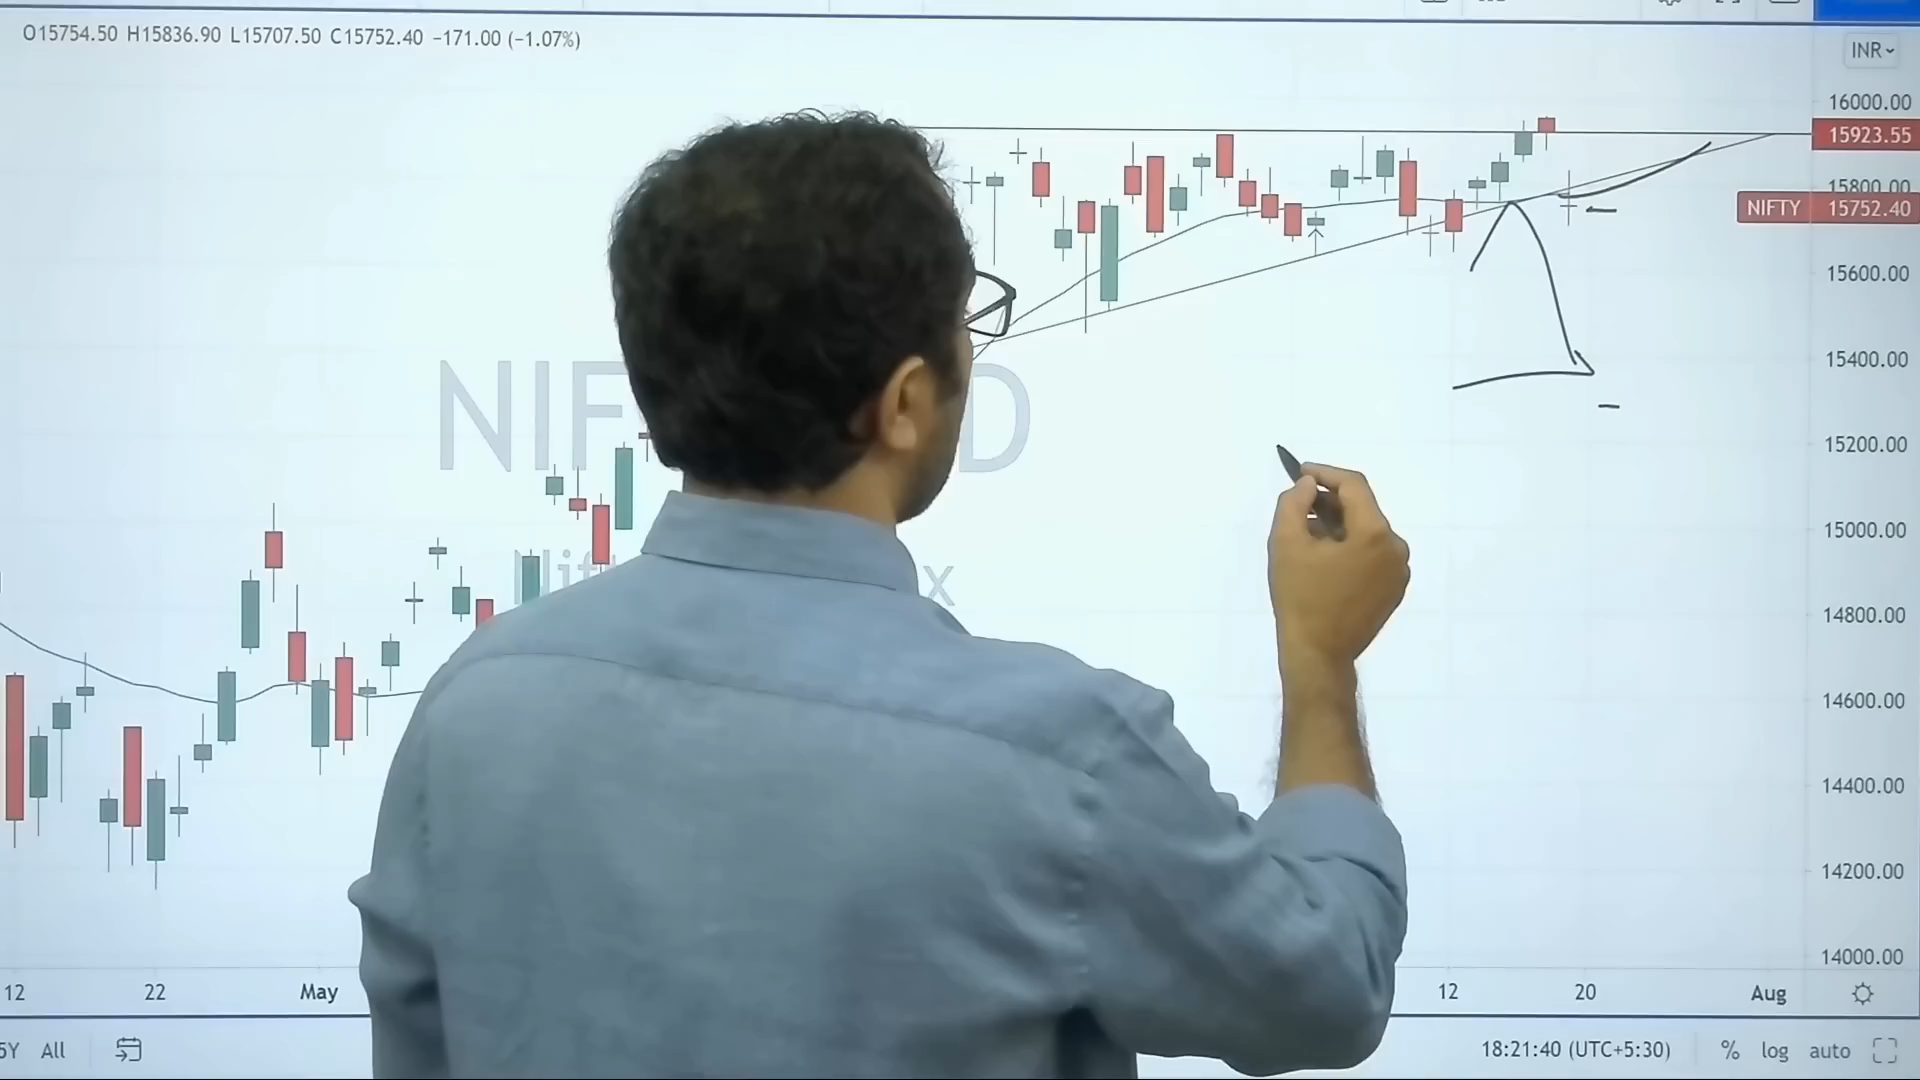 O15754.50 H15836.90 L15707.50 C15752.40 −171.00 (−1.07%)
INR
16000.00
15923.55
15800.00
NIFTY 15752.40
15600.00
15400.00
15200.00
15000.00
14800.00
14600.00
14400.00
14200.00
14000.00
12 22 May 12 20 Aug
5Y All 18:21:40 (UTC+5:30) % log auto